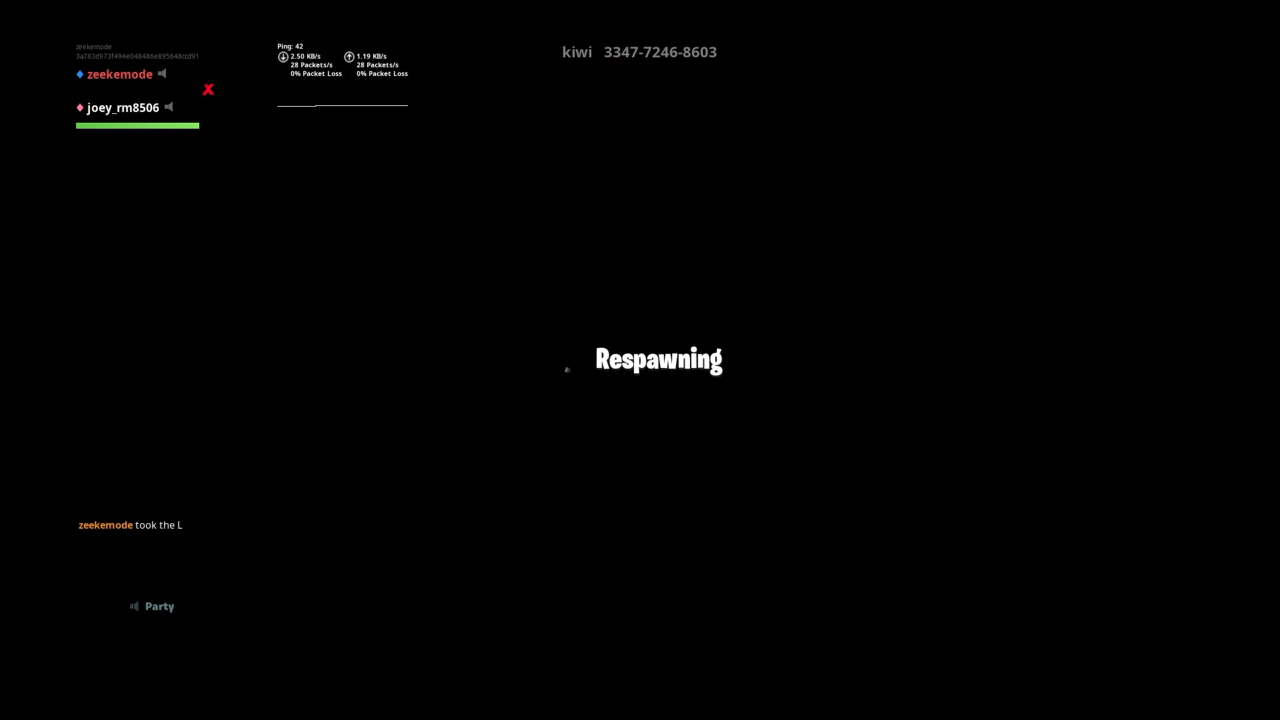 zeekemode
zeekemode
X
joey_rm8506
Ping: 42
2.50 KB/s
28 Packets/s
0% Packet Loss
1.19 KB/s
28 Packets/s
0% Packet Loss
kiwi 3347-7246-8603
Respawning
zeekemode took the L
Party